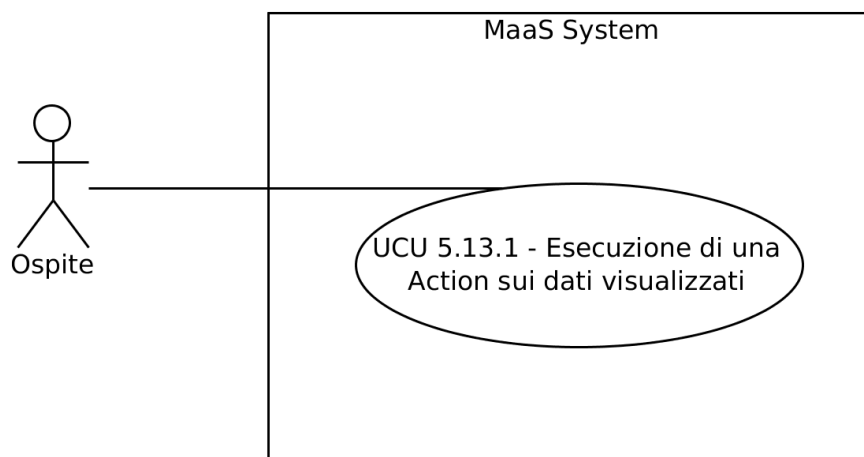 MaaS System
Ospite
UCU 5.13.1 - Esecuzione di una
Action sui dati visualizzati